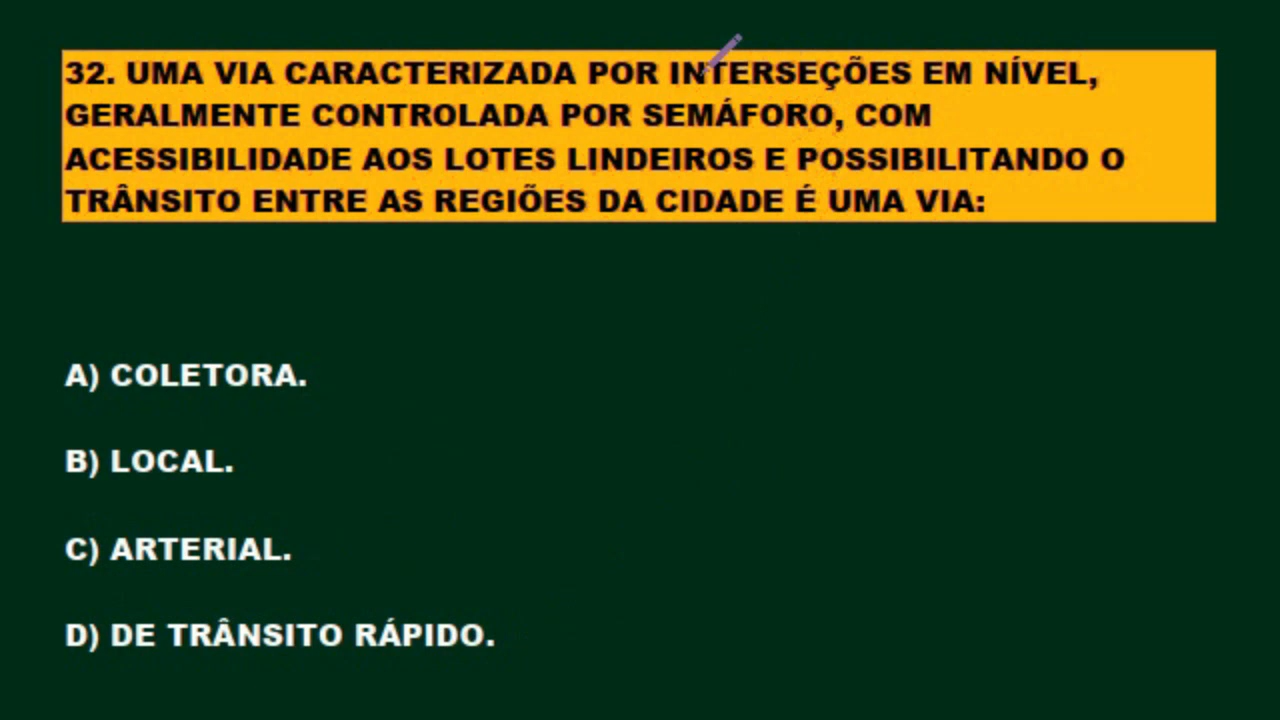 32. UMA VIA CARACTERIZADA POR INTERSEÇÕES EM NÍVEL,
GERALMENTE CONTROLADA POR SEMÁFORO, COM
ACESSIBILIDADE AOS LOTES LINDEIROS E POSSIBILITANDO O
TRÂNSITO ENTRE AS REGIÕES DA CIDADE É UMA VIA:
A) COLETORA.
B) LOCAL.
C) ARTERIAL.
D) DE TRÂNSITO RÁPIDO.